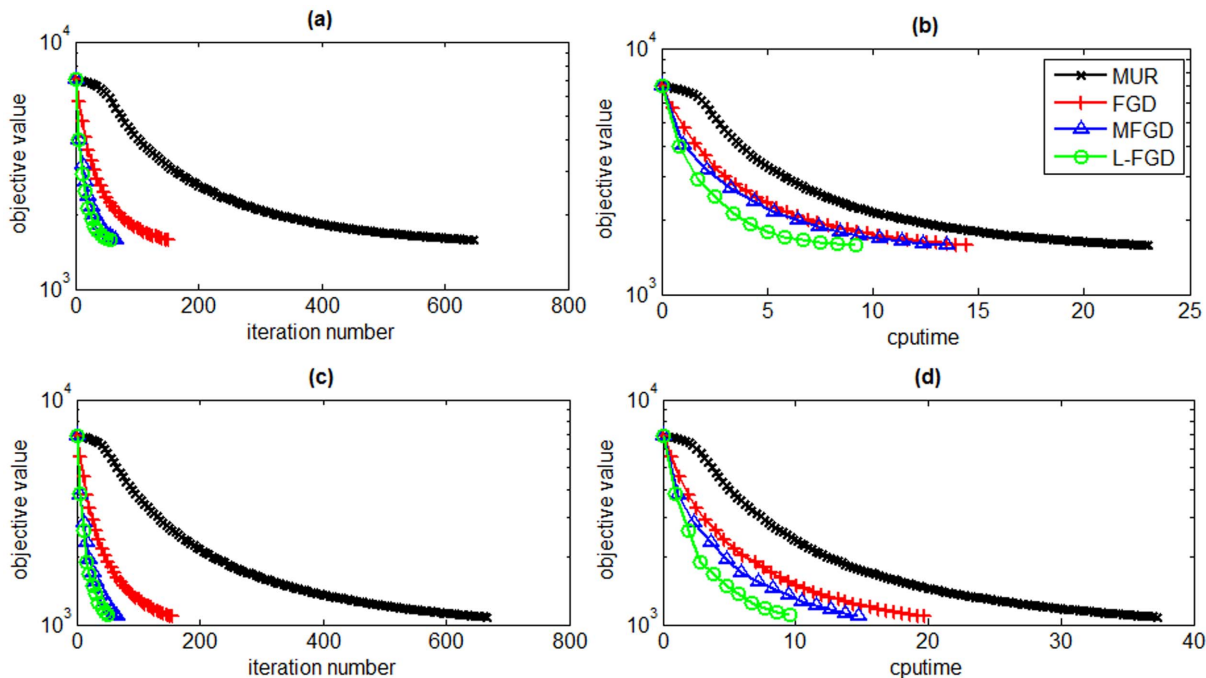 (a)
10^4
10^3
objective value
0 200 400 600 800
iteration number
(b)
10^4
10^3
objective value
0 5 10 15 20 25
cputime
MUR
FGD
MFGD
L-FGD
(c)
10^4
10^3
objective value
0 200 400 600 800
iteration number
(d)
10^4
10^3
objective value
0 10 20 30 40
cputime